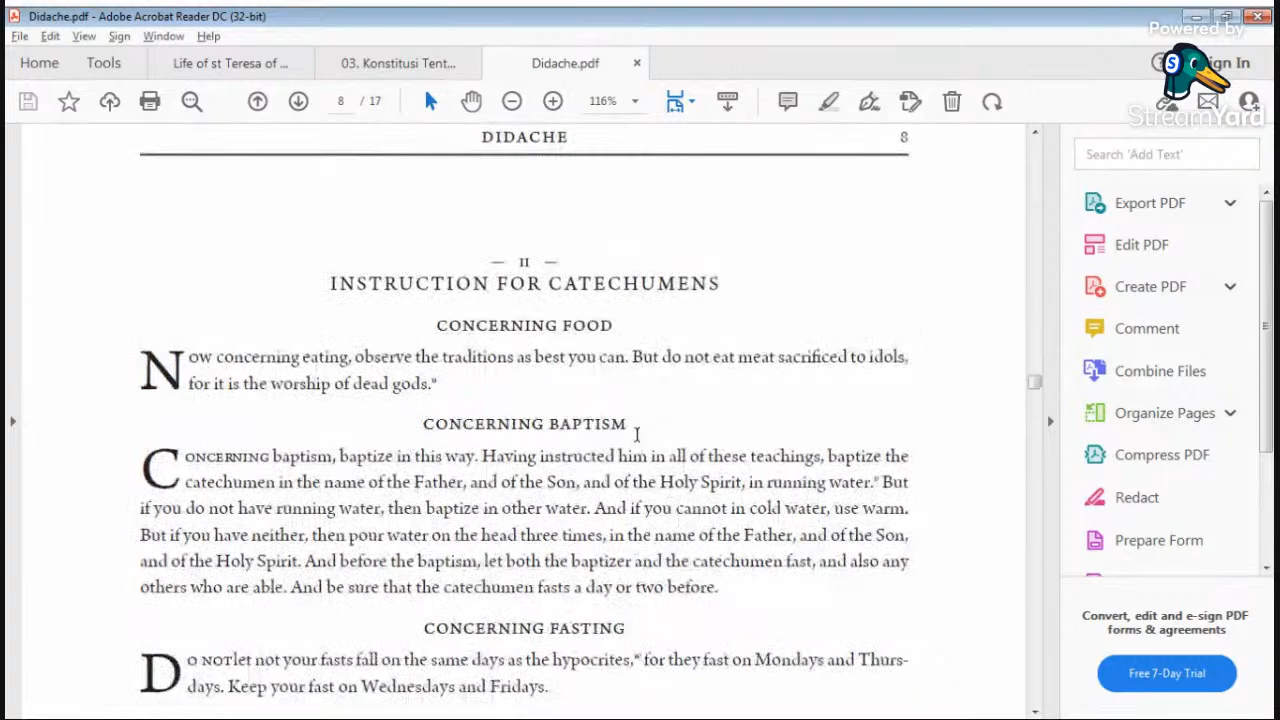 Didache.pdf - Adobe Acrobat Reader DC (32-bit)
Powered by
File Edit View Sign Window Help
Home Tools Life of st Teresa of ... 03. Konstitusi Tent... Didache.pdf × Sign In
8 / 17 116%
StreamYard
DIDACHE 8
Search 'Add Text'
Export PDF
Edit PDF
Create PDF
Comment
Combine Files
Organize Pages
Compress PDF
Redact
Prepare Form
Convert, edit and e-sign PDF
forms & agreements
Free 7-Day Trial
— II —
INSTRUCTION FOR CATECHUMENS
CONCERNING FOOD
NOW concerning eating, observe the traditions as best you can. But do not eat meat sacrificed to idols,
for it is the worship of dead gods.
CONCERNING BAPTISM
CONCERNING baptism, baptize in this way. Having instructed him in all of these teachings, baptize the
catechumen in the name of the Father, and of the Son, and of the Holy Spirit, in running water. But
if you do not have running water, then baptize in other water. And if you cannot in cold water, use warm.
But if you have neither, then pour water on the head three times, in the name of the Father, and of the Son,
and of the Holy Spirit. And before the baptism, let both the baptizer and the catechumen fast, and also any
others who are able. And be sure that the catechumen fasts a day or two before.
CONCERNING FASTING
DO NOT let not your fasts fall on the same days as the hypocrites, for they fast on Mondays and Thurs-
days. Keep your fast on Wednesdays and Fridays.